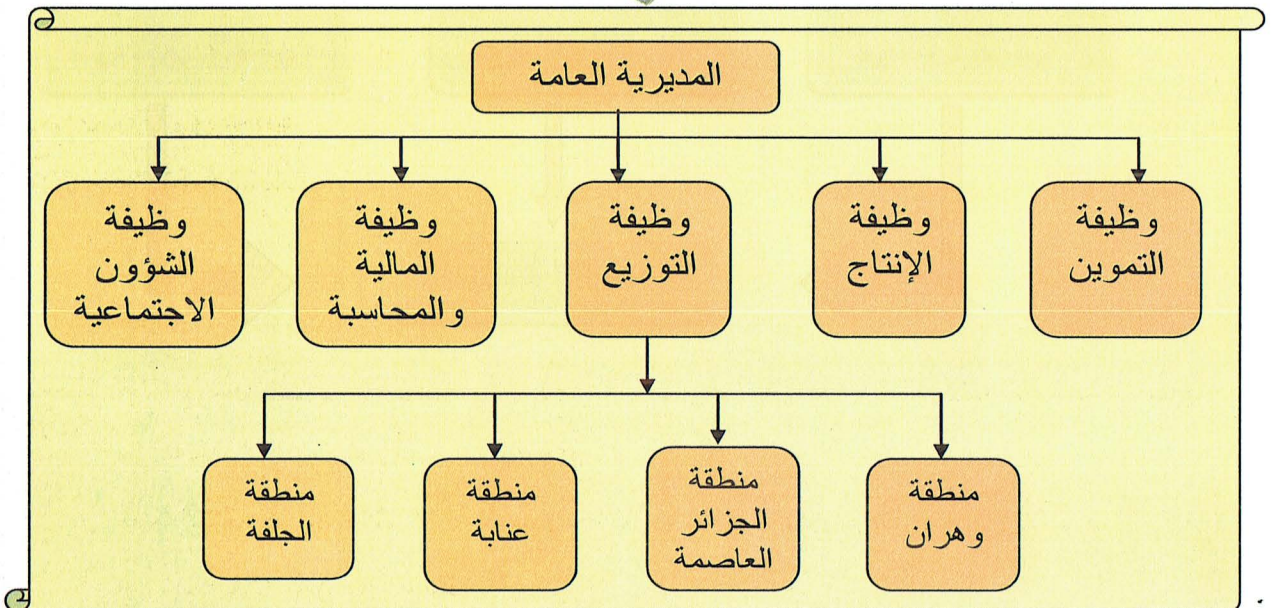 المديرية العامة
وظيفة
التموين
وظيفة
الإنتاج
وظيفة
التوزيع
وظيفة
المالية
والمحاسبة
وظيفة
الشؤون
الاجتماعية
منطقة
وهران
منطقة
الجزائر
العاصمة
منطقة
عنابة
منطقة
الجلفة